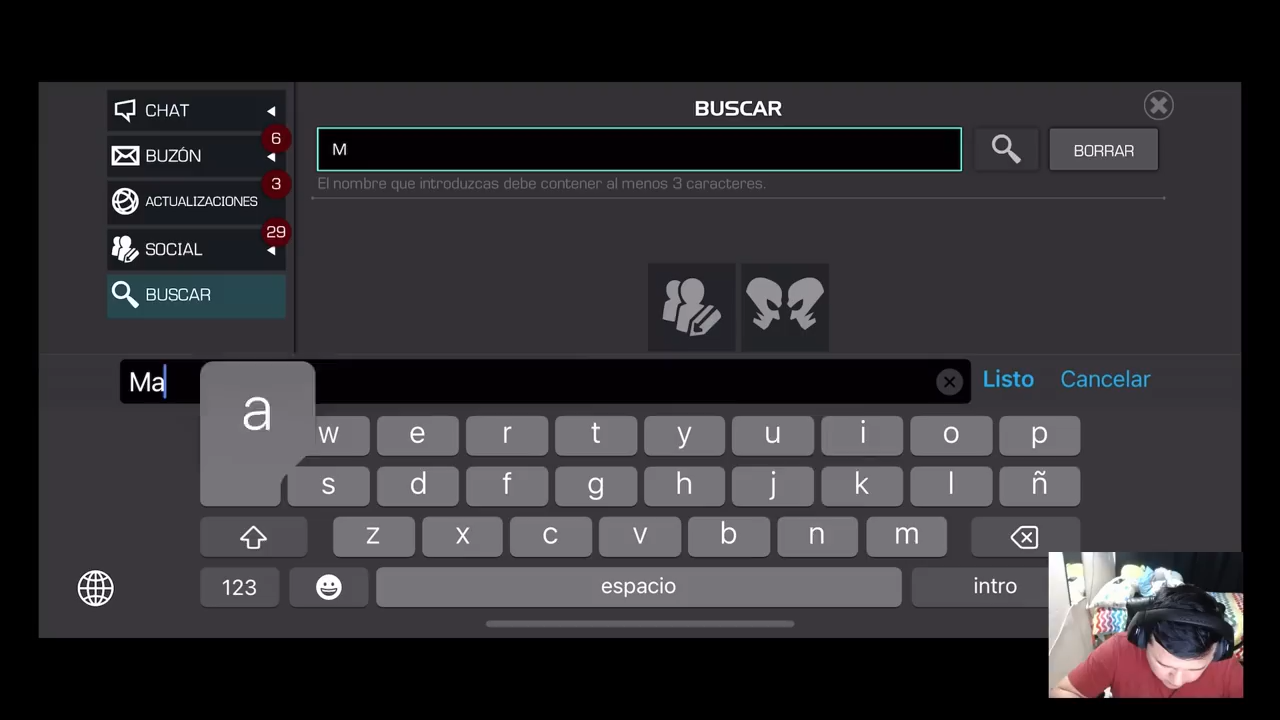 CHAT
6
BUZÓN
3
ACTUALIZACIONES
29
SOCIAL
BUSCAR
BUSCAR
M
BORRAR
El nombre que introduzcas debe contener al menos 3 caracteres.
Ma
Listo
Cancelar
a
w e r t y u i o p
s d f g h j k l ñ
z x c v b n m
123
espacio
intro